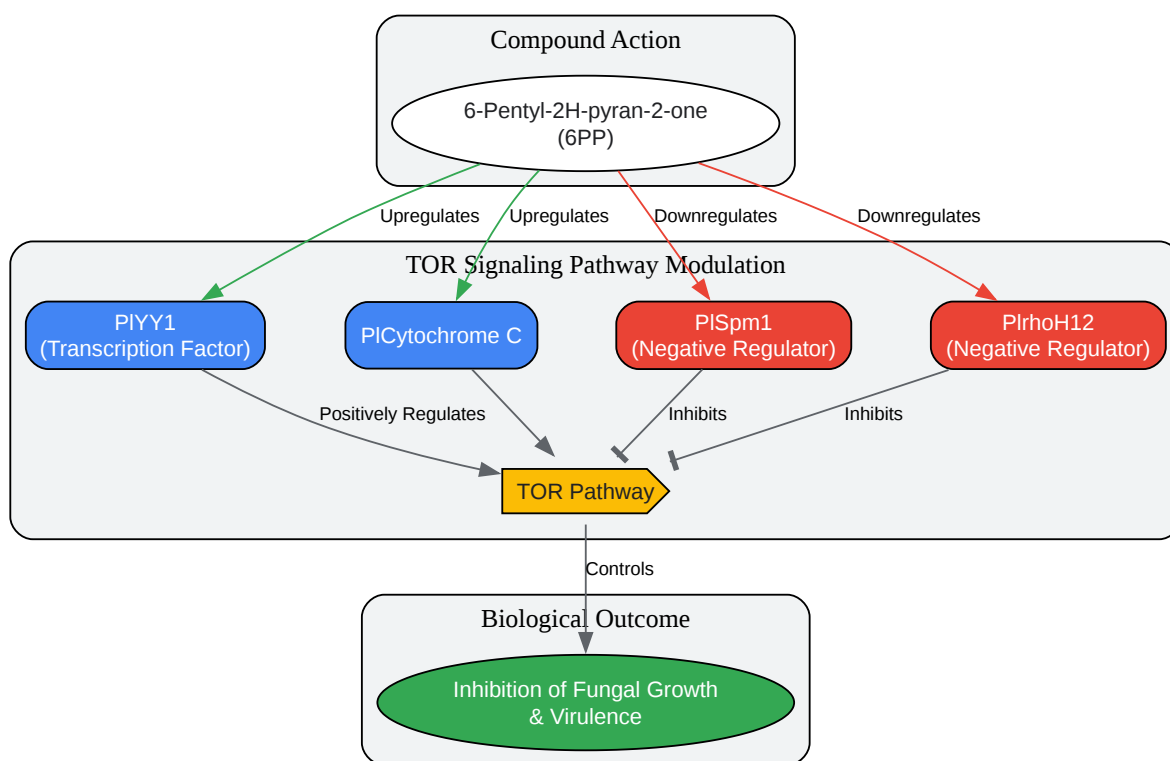 Compound Action
6-Pentyl-2H-pyran-2-one
(6PP)
Upregulates
Upregulates
Downregulates
Downregulates
TOR Signaling Pathway Modulation
PlYY1
(Transcription Factor)
PlCytochrome C
PlSpm1
(Negative Regulator)
PlrhoH12
(Negative Regulator)
Positively Regulates
Inhibits
Inhibits
TOR Pathway
Controls
Biological Outcome
Inhibition of Fungal Growth
& Virulence